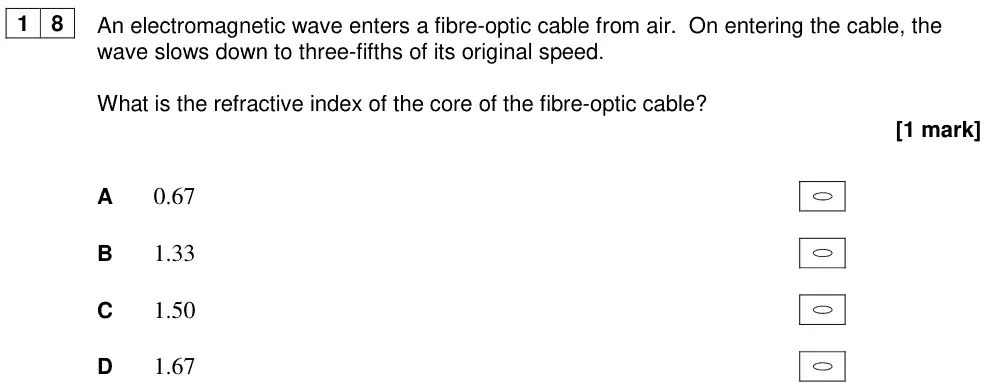 18 An electromagnetic wave enters a fibre-optic cable from air. On entering the cable, the
wave slows down to three-fifths of its original speed.
What is the refractive index of the core of the fibre-optic cable?
[1 mark]
A 0.67
B 1.33
C 1.50
D 1.67